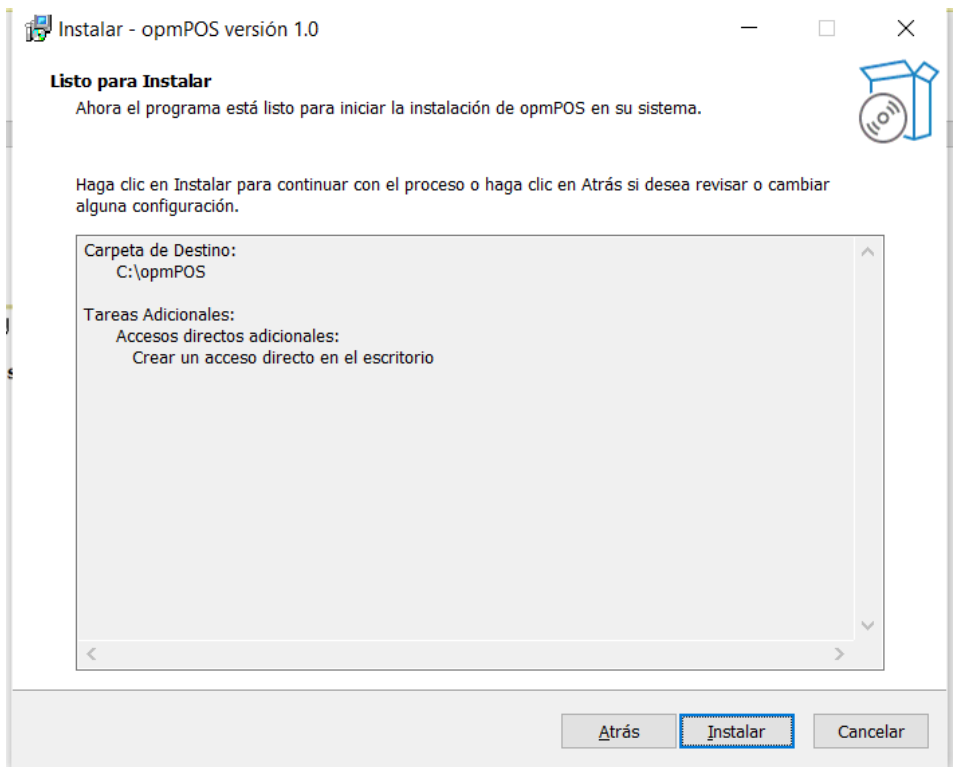 Instalar - opmPOS versión 1.0
Listo para Instalar
Ahora el programa está listo para iniciar la instalación de opmPOS en su sistema.
Haga clic en Instalar para continuar con el proceso o haga clic en Atrás si desea revisar o cambiar
alguna configuración.
Carpeta de Destino:
C:\opmPOS
Tareas Adicionales:
Accesos directos adicionales:
Crear un acceso directo en el escritorio
Atrás
Instalar
Cancelar